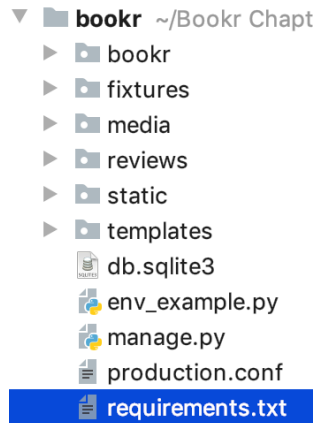 bookr ~/Bookr Chapt
bookr
fixtures
media
reviews
static
templates
db.sqlite3
env_example.py
manage.py
production.conf
requirements.txt